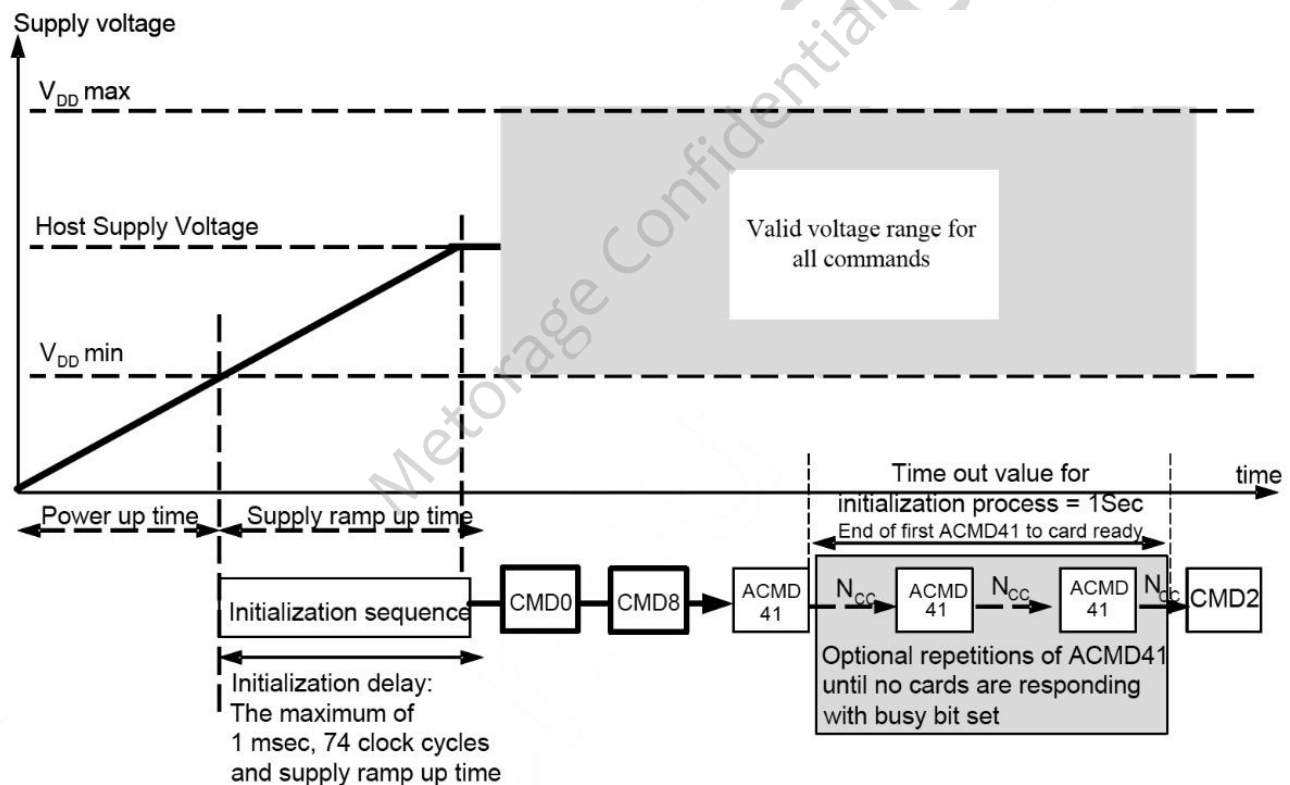 Supply voltage
V_DD max
Host Supply Voltage
Valid voltage range for
all commands
V_DD min
Metorage Confidential
Time out value for
initialization process = 1Sec
End of first ACMD41 to card ready
time
Power up time
Supply ramp up time
Initialization sequence
CMD0
CMD8
ACMD
41
N_CC
ACMD
41
N_CC
ACMD
41
N_CC
CMD2
Optional repetitions of ACMD41
until no cards are responding
with busy bit set
Initialization delay:
The maximum of
1 msec, 74 clock cycles
and supply ramp up time